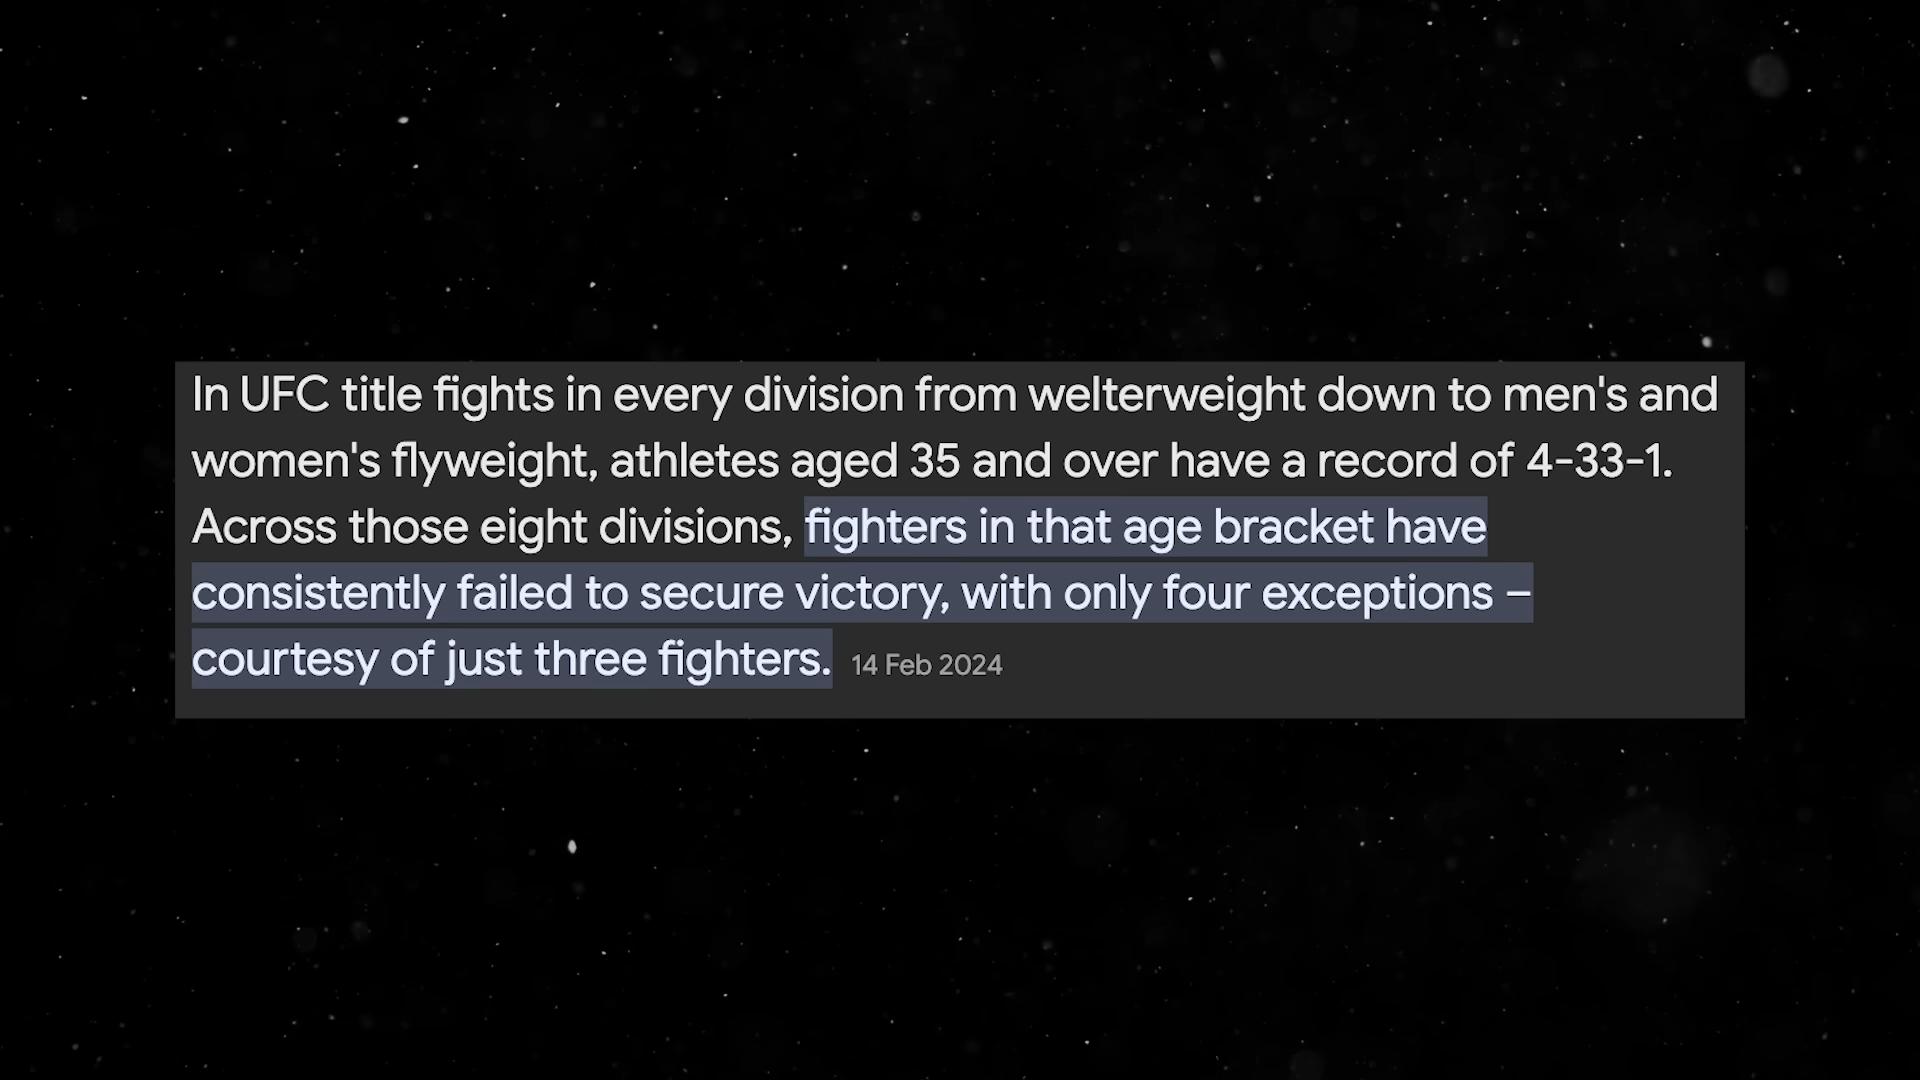 In UFC title fights in every division from welterweight down to men's and
women's flyweight, athletes aged 35 and over have a record of 4-33-1.
Across those eight divisions, fighters in that age bracket have
consistently failed to secure victory, with only four exceptions –
courtesy of just three fighters. 14 Feb 2024